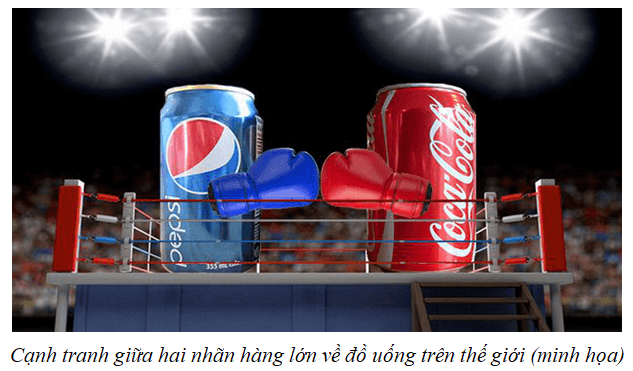 pepsi
355 ml
Coca-Cola
Cạnh tranh giữa hai nhãn hàng lớn về đồ uống trên thế giới (minh họa)